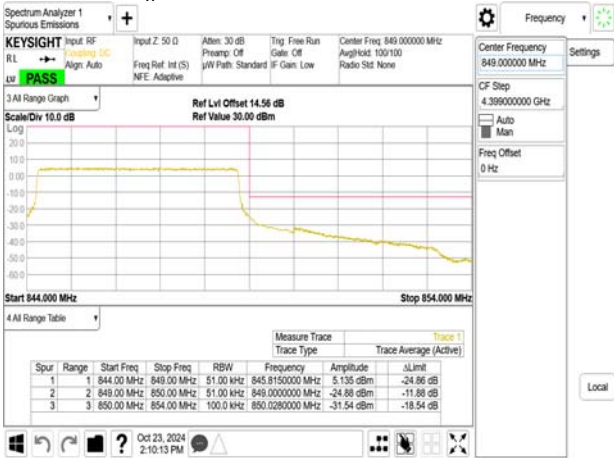 Spectrum Analyzer 1
Spurious Emissions
Frequency
KEYSIGHT Input: RF Input Z: 50 Ω Atten: 30 dB Trig: Free Run Center Freq: 849.000000 MHz
RL Coupling: DC Preamp: Off Gate: Off Avg|Hold: 100/100
Align: Auto Freq Ref: Int (S) µW Path: Standard IF Gain: Low Radio Std: None
NFE: Adaptive
PASS
3 All Range Graph
Ref Lvl Offset 14.56 dB
Scale/Div 10.0 dB Ref Value 30.00 dBm
Log
20.0
10.0
0.00
-10.0
-20.0
-30.0
-40.0
-50.0
-60.0
Start 844.000 MHz Stop 854.000 MHz
4 All Range Table
Measure Trace Trace 1
Trace Type Trace Average (Active)
Spur Range Start Freq Stop Freq RBW Frequency Amplitude ΔLimit
1 1 844.00 MHz 849.00 MHz 51.00 kHz 845.8150000 MHz 5.135 dBm -24.86 dB
2 2 849.00 MHz 850.00 MHz 51.00 kHz 849.0000000 MHz -24.88 dBm -11.88 dB
3 3 850.00 MHz 854.00 MHz 100.0 kHz 850.0280000 MHz -31.54 dBm -18.54 dB
Center Frequency
849.000000 MHz
Settings
CF Step
4.399000000 GHz
Auto
Man
Freq Offset
0 Hz
Local
Oct 23, 2024
2:10:13 PM